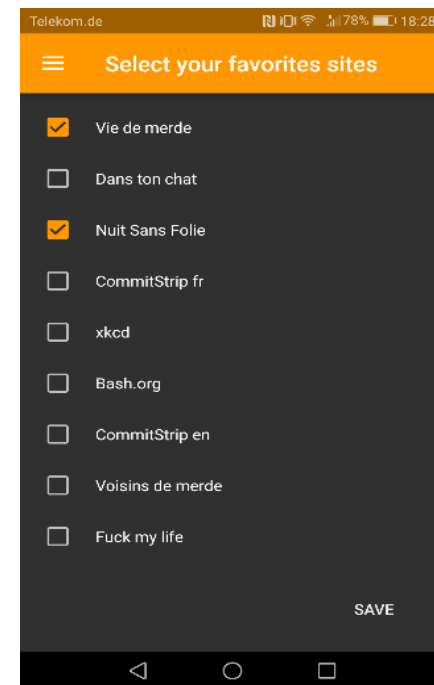 Telekom.de 78% 18:28
Select your favorites sites
Vie de merde
Dans ton chat
Nuit Sans Folie
CommitStrip fr
xkcd
Bash.org
CommitStrip en
Voisins de merde
Fuck my life
SAVE